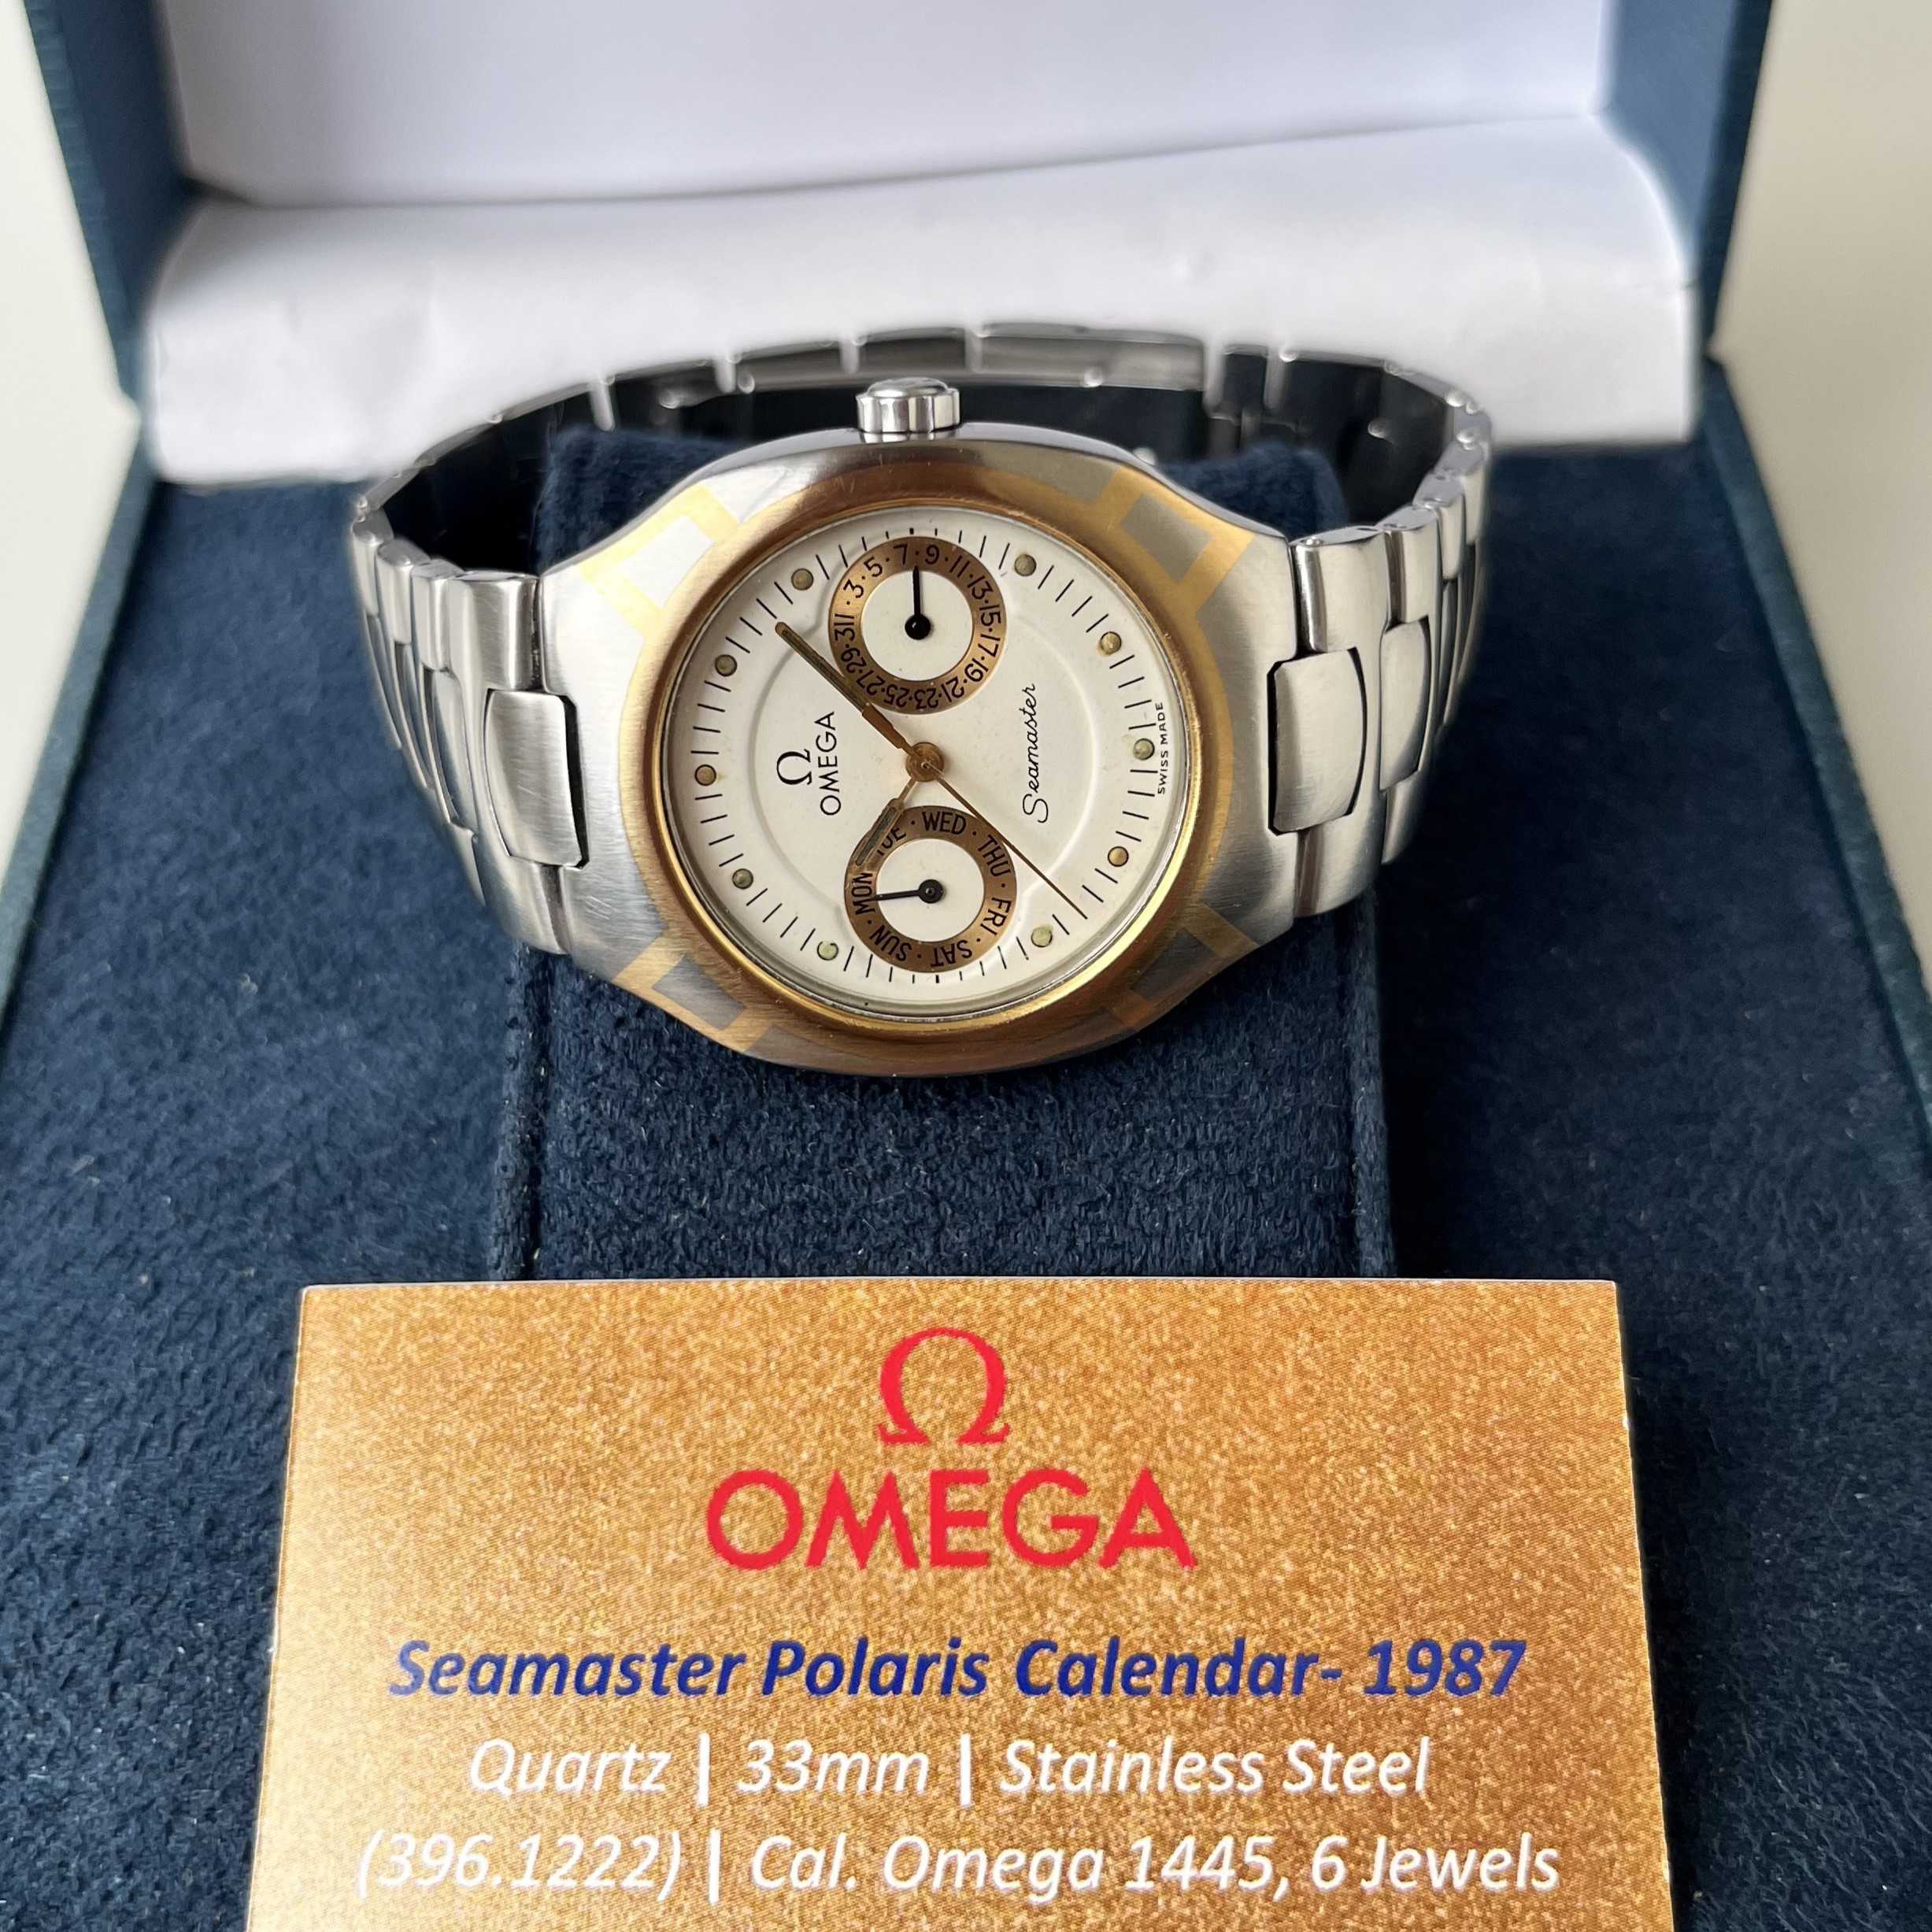 Ω
OMEGA
Seamaster
SWISS MADE
3·5·7·9·11·13·15·17·19·21·23·25·27·29·31
MON · TUE · WED · THU · FRI · SAT · SUN
Ω
OMEGA
Seamaster Polaris Calendar- 1987
Quartz | 33mm | Stainless Steel
(396.1222) | Cal. Omega 1445, 6 Jewels